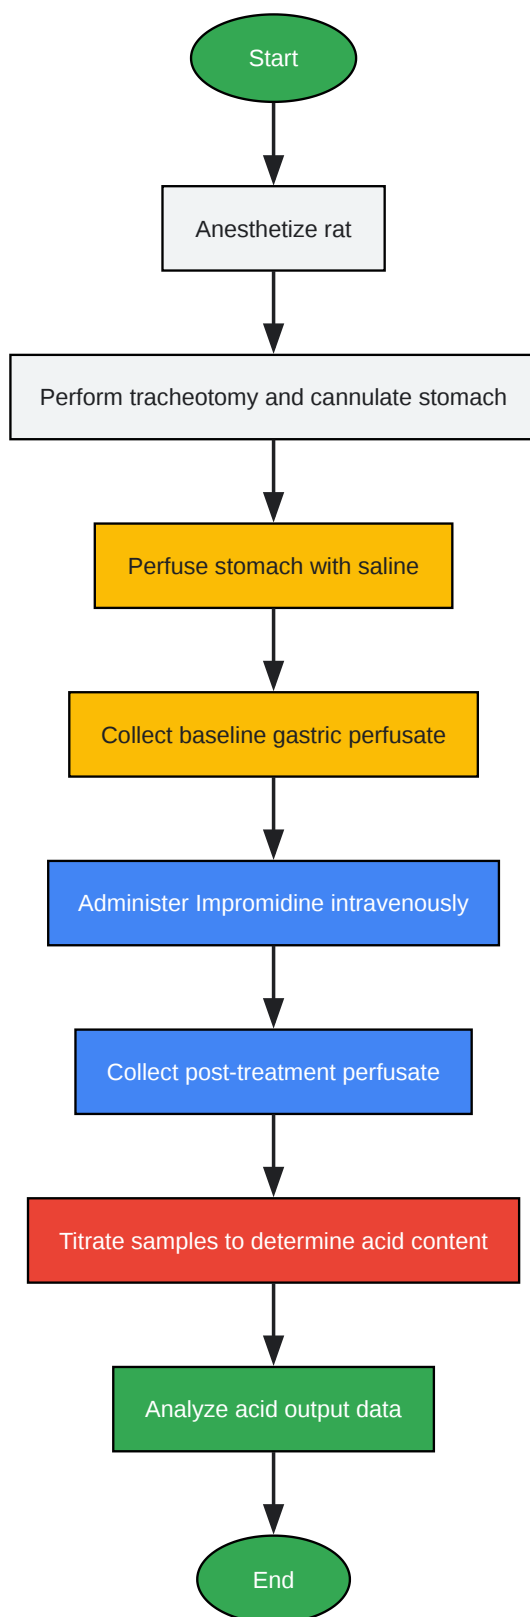 Start
Anesthetize rat
Perform tracheotomy and cannulate stomach
Perfuse stomach with saline
Collect baseline gastric perfusate
Administer Impromidine intravenously
Collect post-treatment perfusate
Titrate samples to determine acid content
Analyze acid output data
End